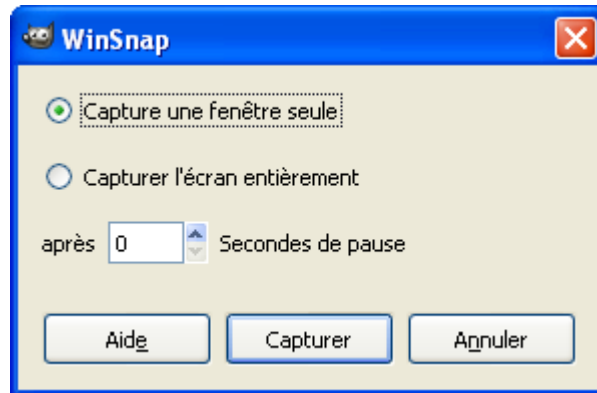 WinSnap
Capture une fenêtre seule
Capturer l'écran entièrement
après 0 Secondes de pause
Aide Capturer Annuler